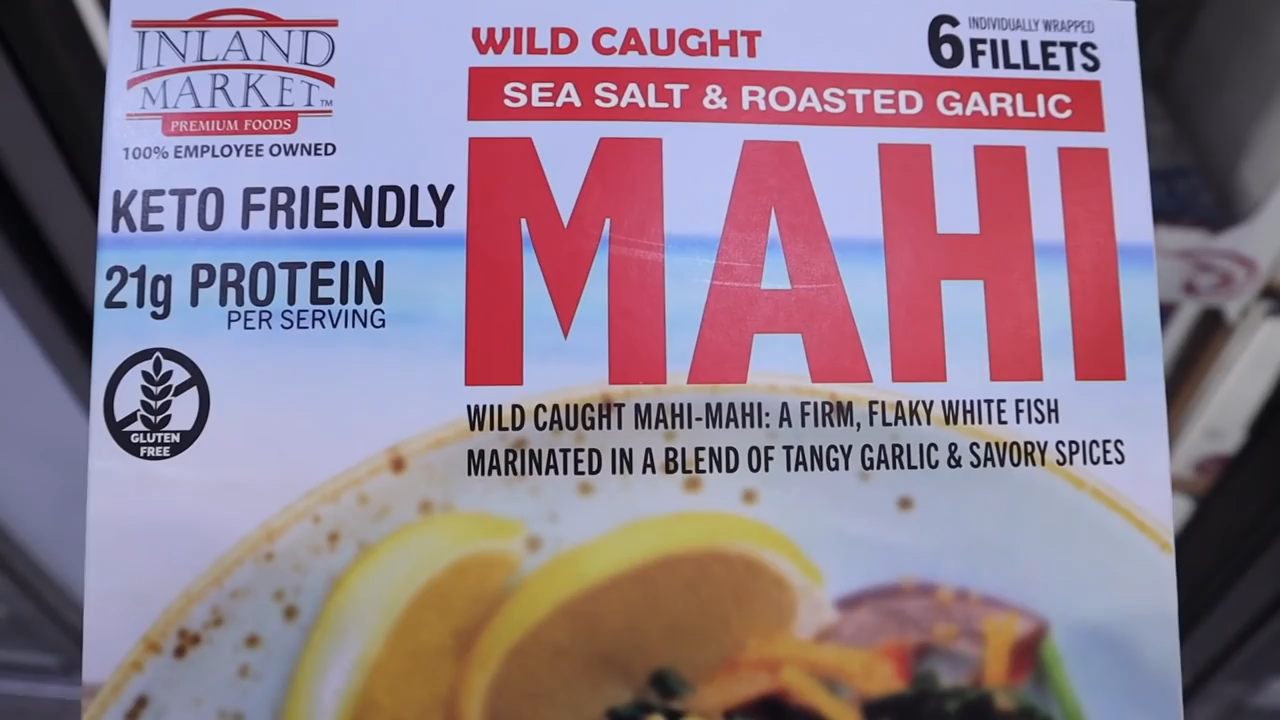 INLAND
MARKET™
PREMIUM FOODS
100% EMPLOYEE OWNED
KETO FRIENDLY
21g PROTEIN
PER SERVING
GLUTEN
FREE
WILD CAUGHT
6 INDIVIDUALLY WRAPPED
FILLETS
SEA SALT & ROASTED GARLIC
MAHI
WILD CAUGHT MAHI-MAHI: A FIRM, FLAKY WHITE FISH
MARINATED IN A BLEND OF TANGY GARLIC & SAVORY SPICES